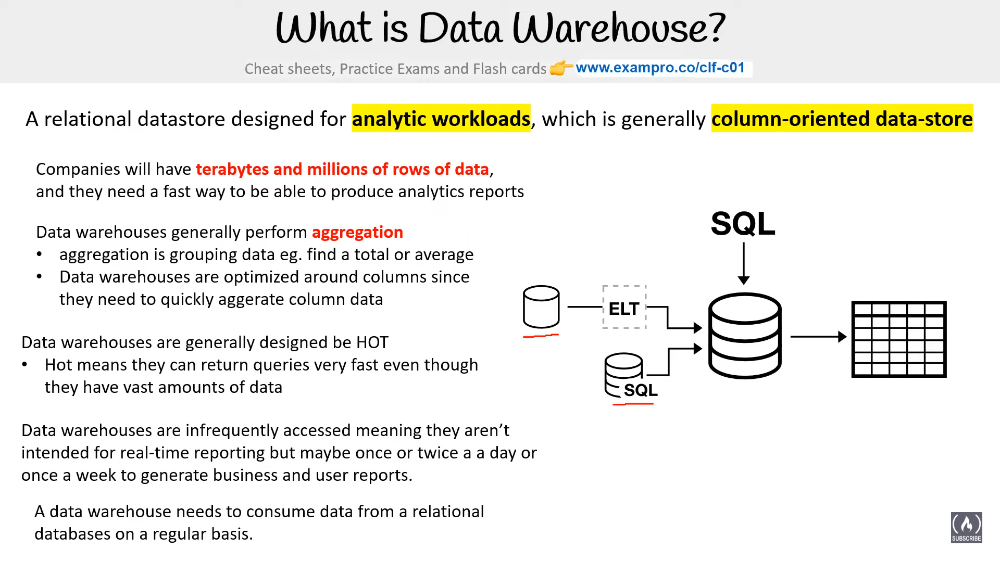 What is Data Warehouse?
Cheat sheets, Practice Exams and Flash cards 👉 www.exampro.co/clf-c01
A relational datastore designed for analytic workloads, which is generally column-oriented data-store
Companies will have terabytes and millions of rows of data,
and they need a fast way to be able to produce analytics reports
Data warehouses generally perform aggregation
• aggregation is grouping data eg. find a total or average
• Data warehouses are optimized around columns since
they need to quickly aggerate column data
Data warehouses are generally designed be HOT
• Hot means they can return queries very fast even though
they have vast amounts of data
Data warehouses are infrequently accessed meaning they aren’t
intended for real-time reporting but maybe once or twice a a day or
once a week to generate business and user reports.
A data warehouse needs to consume data from a relational
databases on a regular basis.
SQL
ELT
SQL
SUBSCRIBE